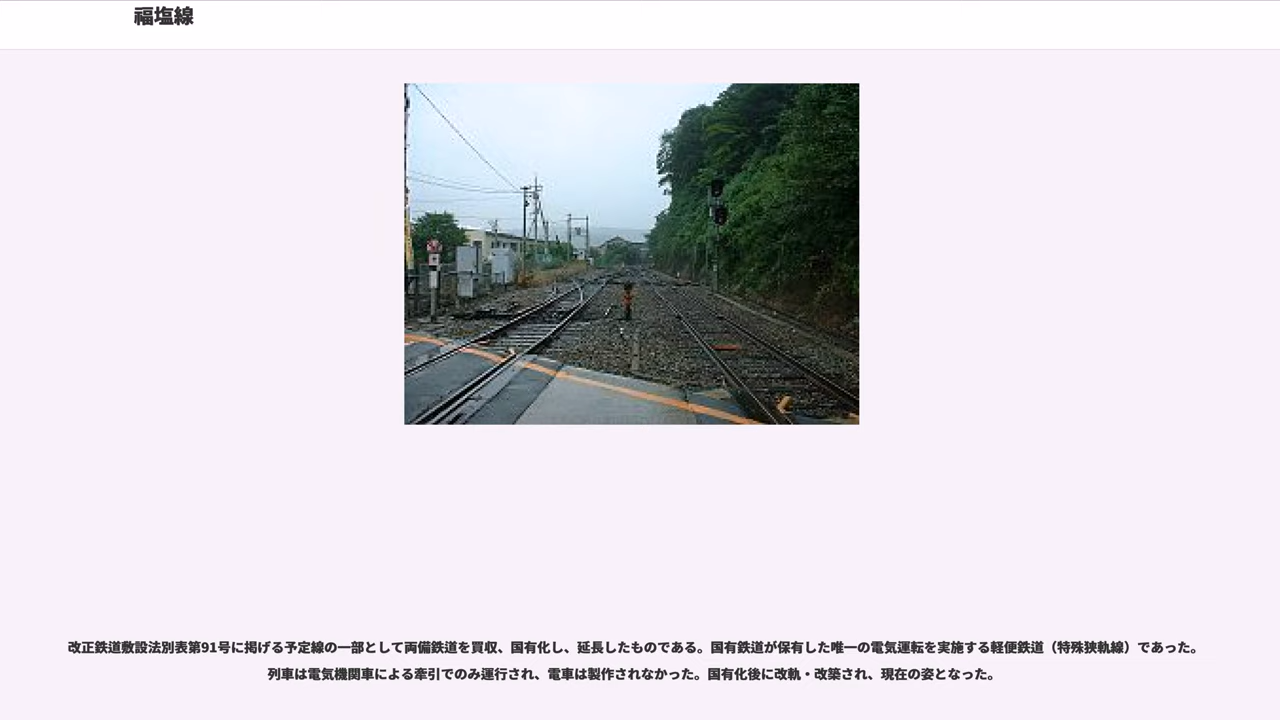 福塩線
改正鉄道敷設法別表第91号に掲げる予定線の一部として両備鉄道を買収、国有化し、延長したものである。国有鉄道が保有した唯一の電気運転を実施する軽便鉄道（特殊狭軌線）であった。
列車は電気機関車による牽引でのみ運行され、電車は製作されなかった。国有化後に改軌・改築され、現在の姿となった。